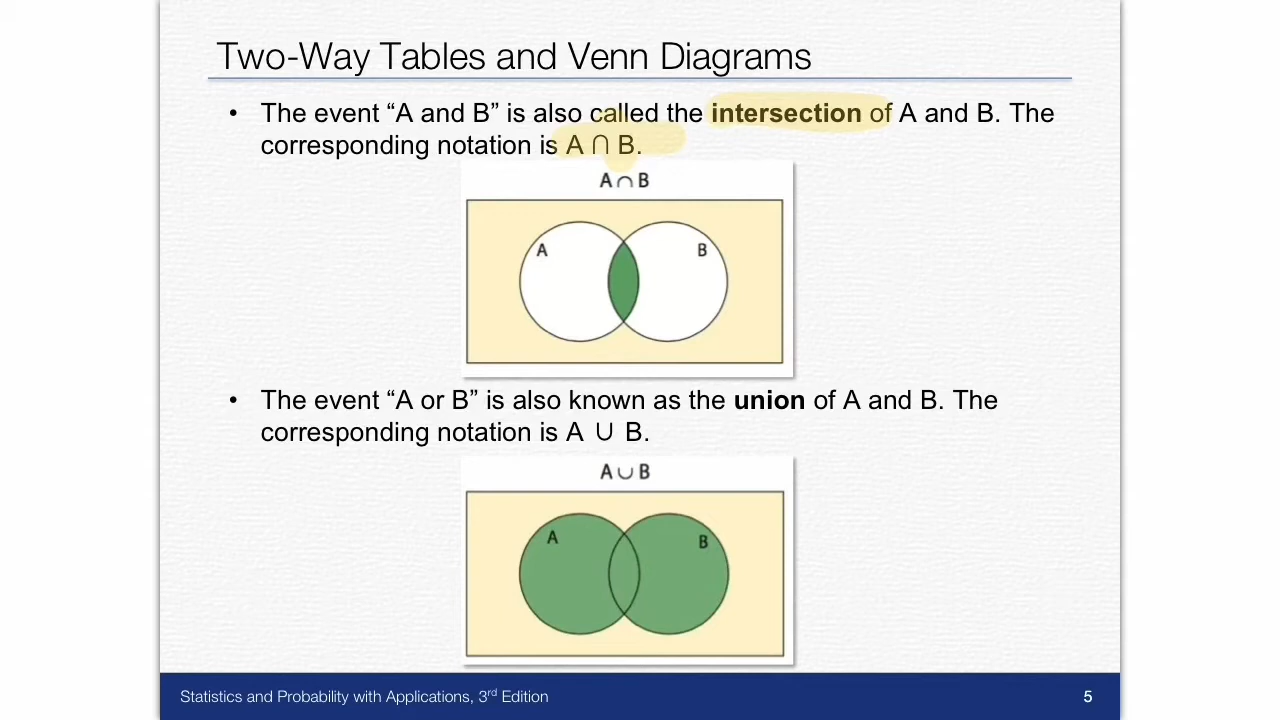 Two-Way Tables and Venn Diagrams
• The event “A and B” is also called the intersection of A and B. The
corresponding notation is A ∩ B.
A ∩ B
A
B
• The event “A or B” is also known as the union of A and B. The
corresponding notation is A ∪ B.
A ∪ B
A
B
Statistics and Probability with Applications, 3rd Edition
5